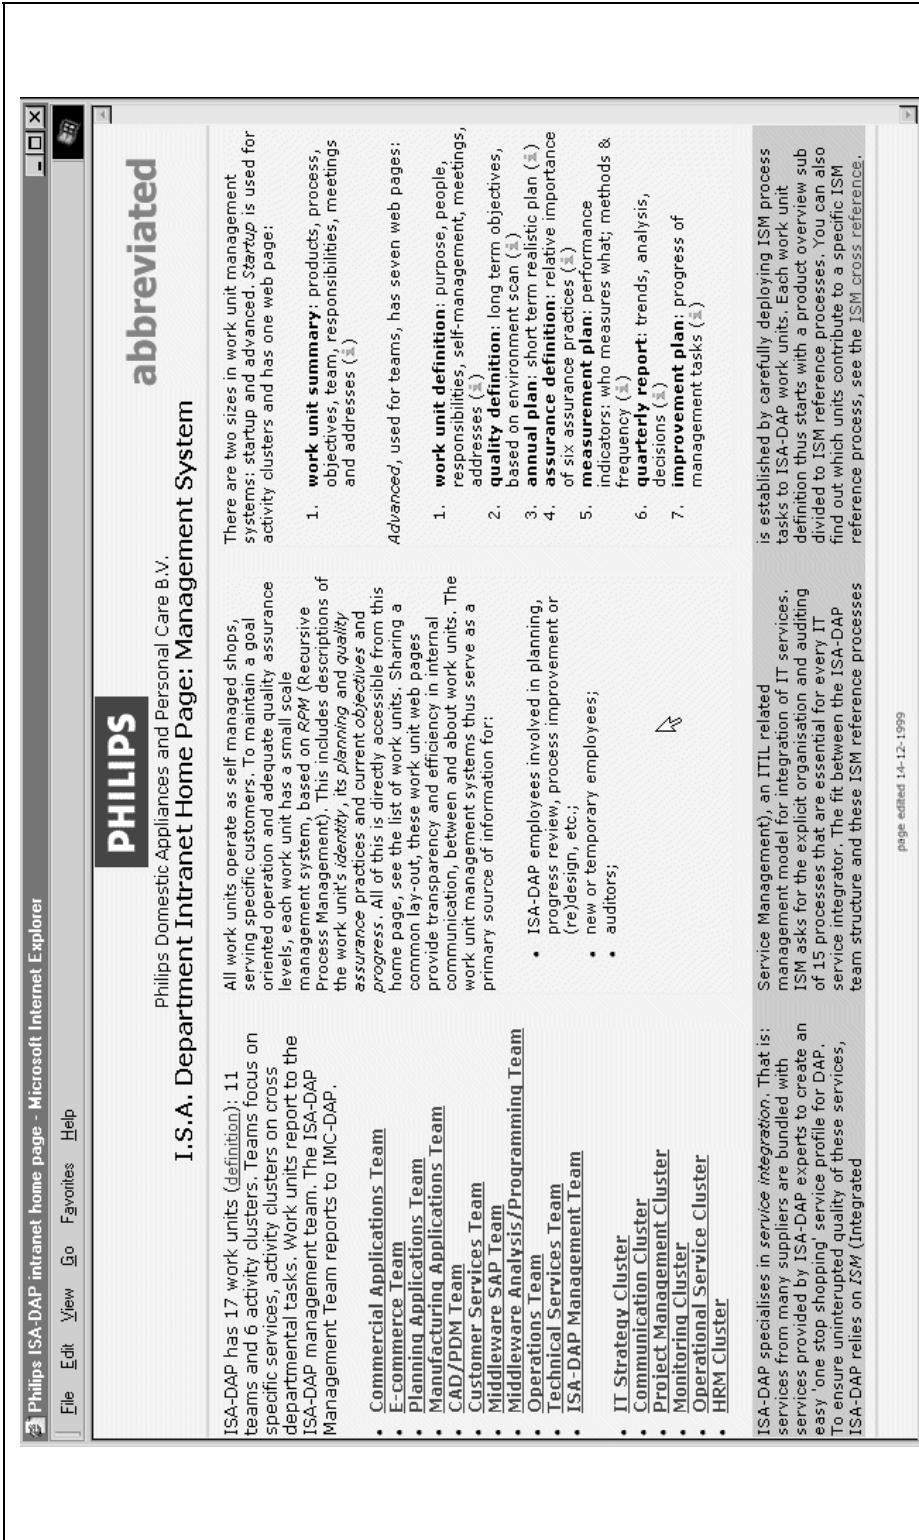 Philips ISA-DAP intranet home page - Microsoft Internet Explorer
File Edit View Go Favorites Help
PHILIPS
abbreviated
Philips Domestic Appliances and Personal Care B.V.
I.S.A. Department Intranet Home Page: Management System
ISA-DAP has 17 work units (definition): 11
teams and 6 activity clusters. Teams focus on
specific services, activity clusters on cross
departmental tasks. Work units report to the
ISA-DAP management team. The ISA-DAP
Management Team reports to IMC-DAP.
• Commercial Applications Team
• E-commerce Team
• Planning Applications Team
• Manufacturing Applications Team
• CAD/PDM Team
• Customer Services Team
• Middleware SAP Team
• Middleware Analysis/Programming Team
• Operations Team
• Technical Services Team
• ISA-DAP Management Team
• IT Strategy Cluster
• Communication Cluster
• Project Management Cluster
• Monitoring Cluster
• Operational Service Cluster
• HRM Cluster
All work units operate as self managed shops,
serving specific customers. To maintain a goal
oriented operation and adequate quality assurance
levels, each work unit has a small scale
management system, based on RPM (Recursive
Process Management). This includes descriptions of
the work unit's identity, its planning and quality
assurance practices and current objectives and
progress. All of this is directly accessible from this
home page, see the list of work units. Sharing a
common lay-out, these work unit web pages
provide transparency and efficiency in internal
communication, between and about work units. The
work unit management systems thus serve as a
primary source of information for:
• ISA-DAP employees involved in planning,
progress review, process improvement or
(re)design, etc.;
• new or temporary employees;
• auditors;
There are two sizes in work unit management
systems: startup and advanced. Startup is used for
activity clusters and has one web page:
1. work unit summary: products, process,
objectives, team, responsibilities, meetings
and addresses (i)
Advanced, used for teams, has seven web pages:
1. work unit definition: purpose, people,
responsibilities, self-management, meetings,
addresses (i)
2. quality definition: long term objectives,
based on environment scan (i)
3. annual plan: short term realistic plan (i)
4. assurance definition: relative importance
of six assurance practices (i)
5. measurement plan: performance
indicators: who measures what; methods &
frequency (i)
6. quarterly report: trends, analysis,
decisions (i)
7. improvement plan: progress of
management tasks (i)
ISA-DAP specialises in service integration. That is:
services from many suppliers are bundled with
services provided by ISA-DAP experts to create an
easy 'one stop shopping' service profile for DAP.
To ensure uninterrupted quality of these services,
ISA-DAP relies on ISM (Integrated
Service Management), an ITIL related
management model for integration of IT services.
ISM asks for the explicit organisation and auditing
of 15 processes that are essential for every IT
service integrator. The fit between the ISA-DAP
team structure and these ISM reference processes
is established by carefully deploying ISM process
tasks to ISA-DAP work units. Each work unit
definition thus starts with a product overview sub
divided to ISM reference processes. You can also
find out which units contribute to a specific ISM
reference process, see the ISM cross reference.
page edited 14-12-1999